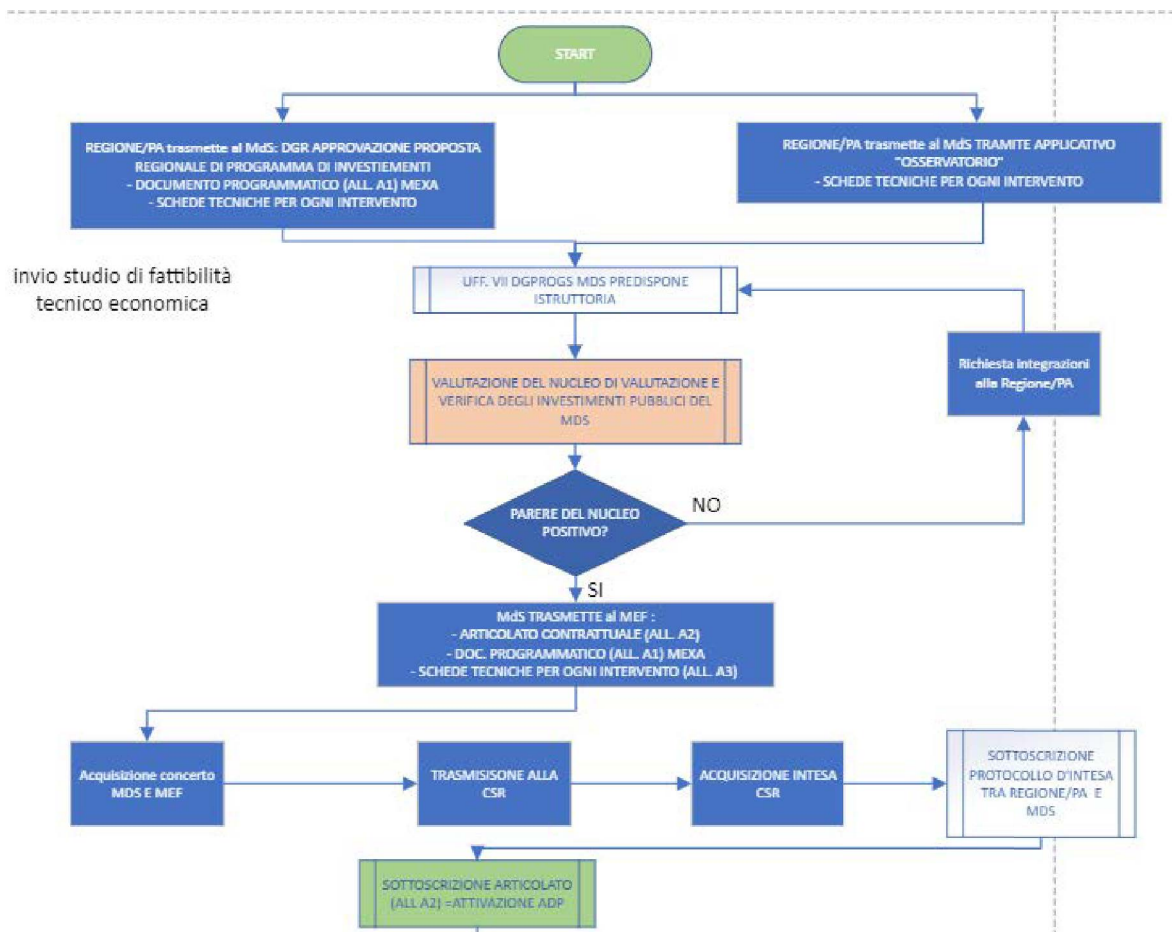 START
REGIONE/PA trasmette al MdS: DGR APPROVAZIONE PROPOSTA
REGIONALE DI PROGRAMMA DI INVESTIEMENTI
- DOCUMENTO PROGRAMMATICO (ALL. A1) MEXA
- SCHEDE TECNICHE PER OGNI INTERVENTO
REGIONE/PA trasmette al MdS TRAMITE APPLICATIVO
"OSSERVATORIO"
- SCHEDE TECNICHE PER OGNI INTERVENTO
invio studio di fattibilità
tecnico economica
UFF. VII DGPROGS MDS PREDISPONE
ISTRUTTORIA
Richiesta integrazioni
alla Regione/PA
VALUTAZIONE DEL NUCLEO DI VALUTAZIONE E
VERIFICA DEGLI INVESTIMENTI PUBBLICI DEL
MDS
PARERE DEL NUCLEO
POSITIVO?
NO
SI
MdS TRASMETTE al MEF :
- ARTICOLATO CONTRATTUALE (ALL. A2)
- DOC. PROGRAMMATICO (ALL. A1) MEXA
- SCHEDE TECNICHE PER OGNI INTERVENTO (ALL. A3)
Acquisizione concerto
MDS E MEF
TRASMISISONE ALLA
CSR
ACQUISIZIONE INTESA
CSR
SOTTOSCRIZIONE
PROTOCOLLO D'INTESA
TRA REGIONE/PA E
MDS
SOTTOSCRIZIONE ARTICOLATO
(ALL A2) =ATTIVAZIONE ADP